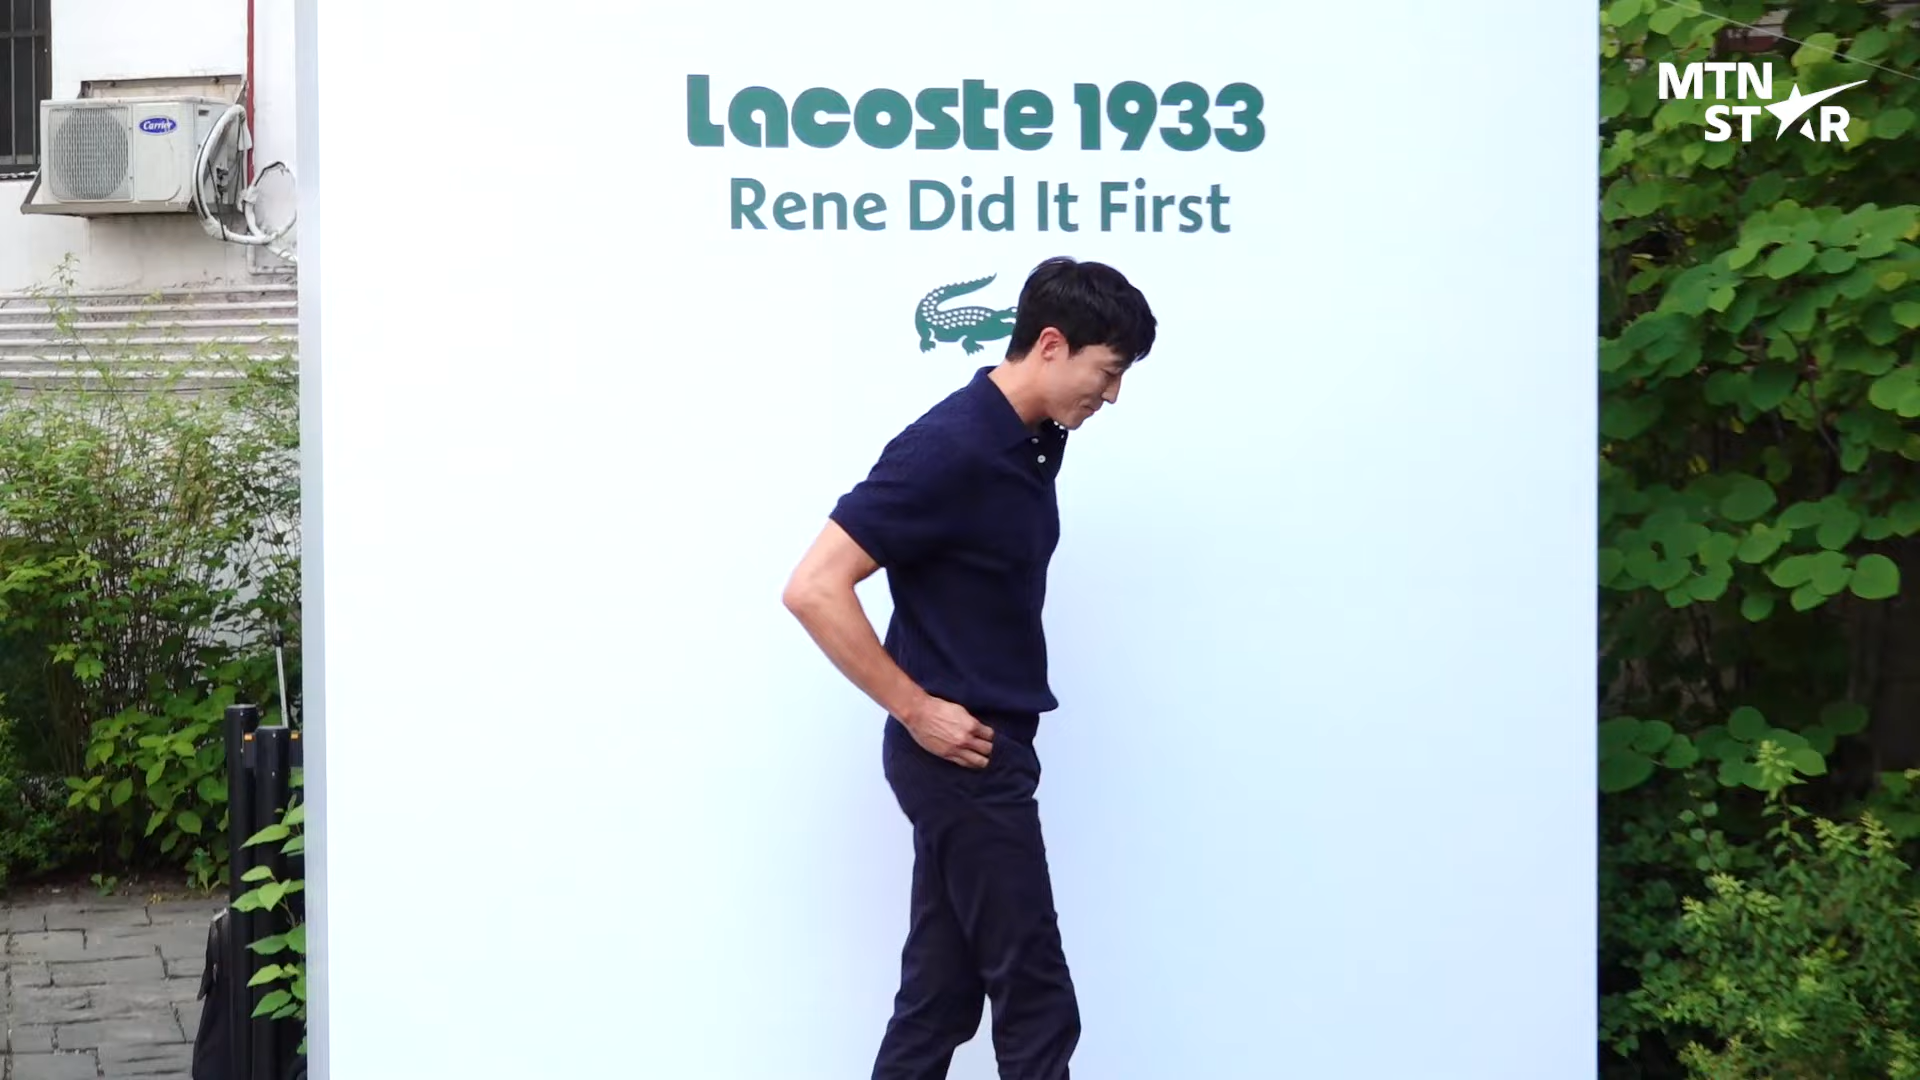 Lacoste 1933
Rene Did It First
MTN
STAR
Carrier